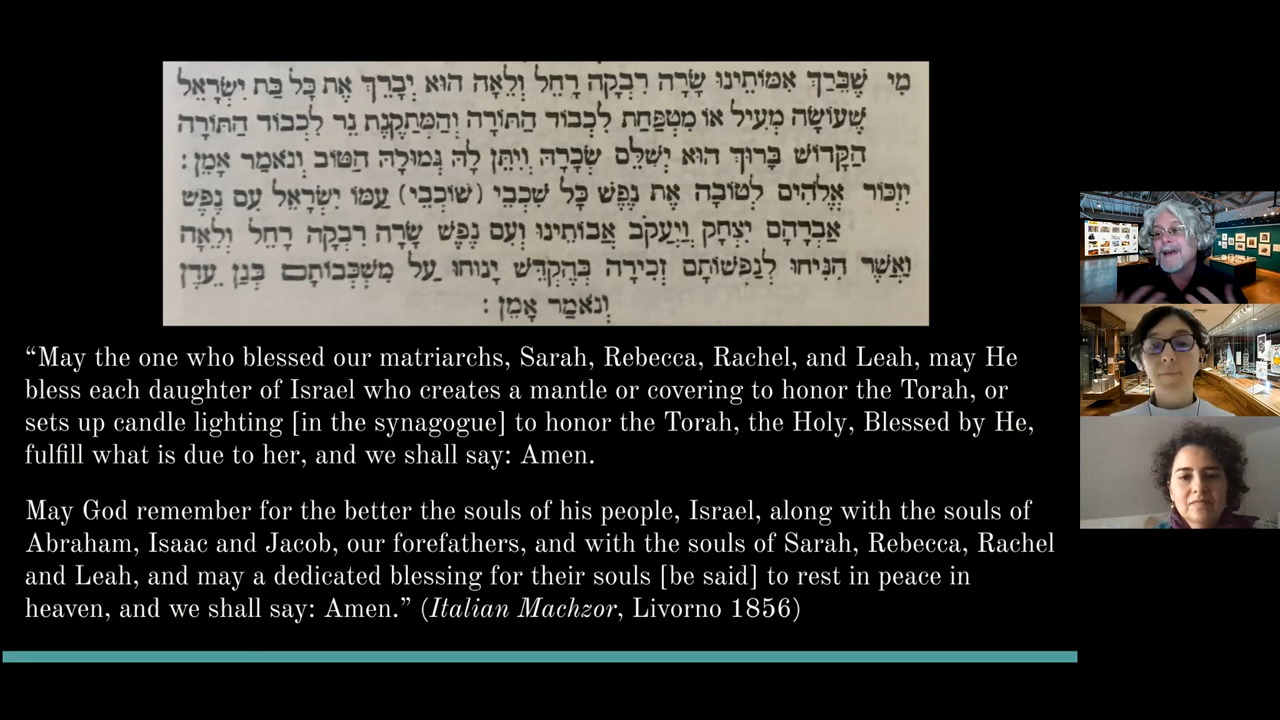 מִי שֶׁבֵּרַךְ אִמּוֹתֵינוּ שָׂרָה רִבְקָה רָחֵל וְלֵאָה הוּא יְבָרֵךְ אֶת כָּל בַּת יִשְׂרָאֵל
שֶׁעוֹשָׂה מְעִיל אוֹ מִטְפַּחַת לִכְבוֹד הַתּוֹרָה וְהַמְּתַקֶּנֶת נֵר לִכְבוֹד הַתּוֹרָה
הַקָּדוֹשׁ בָּרוּךְ הוּא יְשַׁלֵּם שְׂכָרָהּ וְיִתֵּן לָהּ גְּמוּלָהּ הַטּוֹב וְנֹאמַר אָמֵן :
יִזְכּוֹר אֱלֹהִים לְטוֹבָה אֶת נֶפֶשׁ כָּל שִׁכְבֵי (שׁוֹכְבֵי) עַמּוֹ יִשְׂרָאֵל עִם נֶפֶשׁ
אַבְרָהָם יִצְחָק וְיַעֲקֹב אֲבוֹתֵינוּ וְעִם נֶפֶשׁ שָׂרָה רִבְקָה רָחֵל וְלֵאָה
וַאֲשֶׁר הִנִּיחוּ לְנַפְשׁוֹתָם זְכִירָה בְּהֶקְדֵּשׁ יָנוּחוּ עַל מִשְׁכְּבוֹתָם בְּגַן עֵדֶן
וְנֹאמַר אָמֵן :
“May the one who blessed our matriarchs, Sarah, Rebecca, Rachel, and Leah, may He
bless each daughter of Israel who creates a mantle or covering to honor the Torah, or
sets up candle lighting [in the synagogue] to honor the Torah, the Holy, Blessed by He,
fulfill what is due to her, and we shall say: Amen.
May God remember for the better the souls of his people, Israel, along with the souls of
Abraham, Isaac and Jacob, our forefathers, and with the souls of Sarah, Rebecca, Rachel
and Leah, and may a dedicated blessing for their souls [be said] to rest in peace in
heaven, and we shall say: Amen.” (Italian Machzor, Livorno 1856)